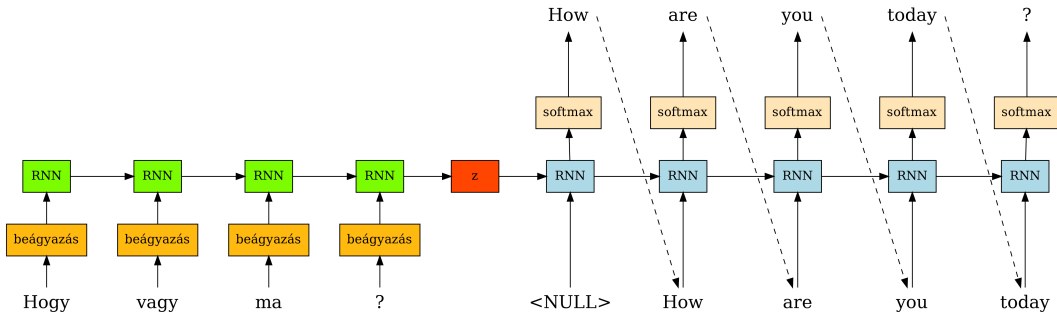 How are you today ?
softmax softmax softmax softmax softmax
RNN RNN RNN RNN z RNN RNN RNN RNN RNN
beágyazás beágyazás beágyazás beágyazás
Hogy vagy ma ? <NULL> How are you today